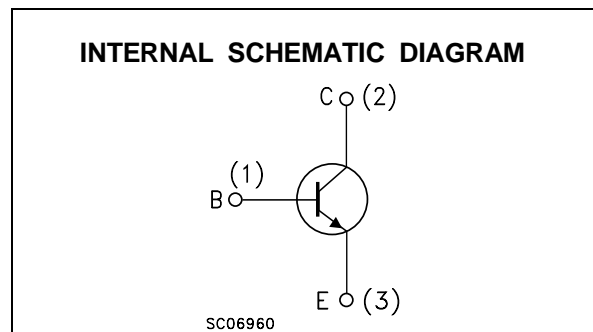 INTERNAL SCHEMATIC DIAGRAM
C (2)
(1)
B
E (3)
SC06960